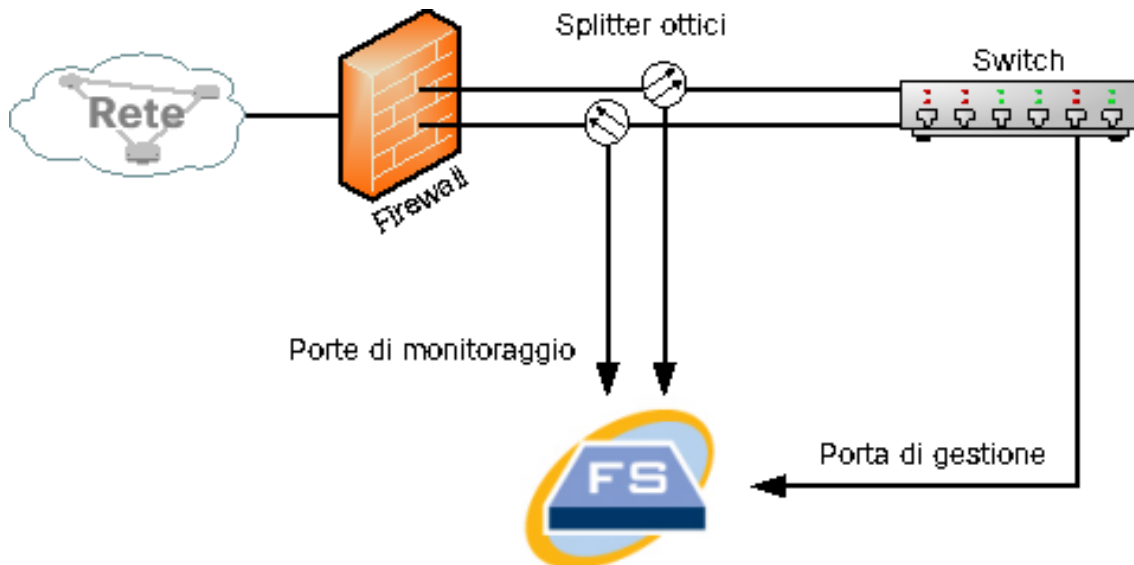 Splitter ottici
Switch
Rete
Firewall
Porte di monitoraggio
Porta di gestione
FS